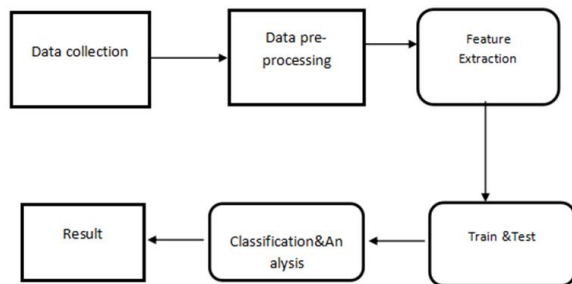 Data collection
Data pre-
processing
Feature
Extraction
Result
Classification&An
alysis
Train &Test